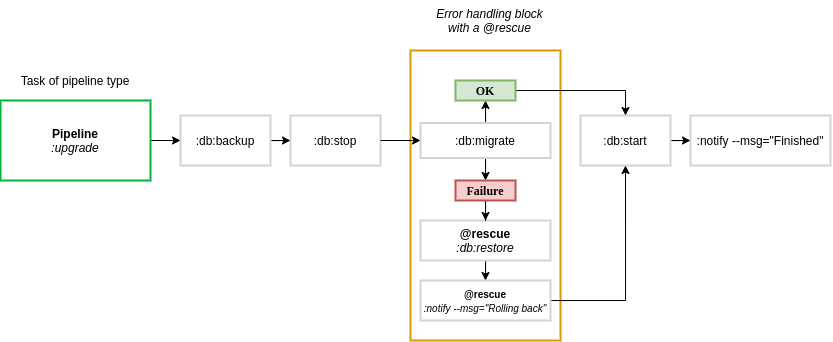 Error handling block
with a @rescue
Task of pipeline type
Pipeline
:upgrade
:db:backup
:db:stop
OK
:db:migrate
Failure
@rescue
:db:restore
@rescue
:notify --msg="Rolling back"
:db:start
:notify --msg="Finished"